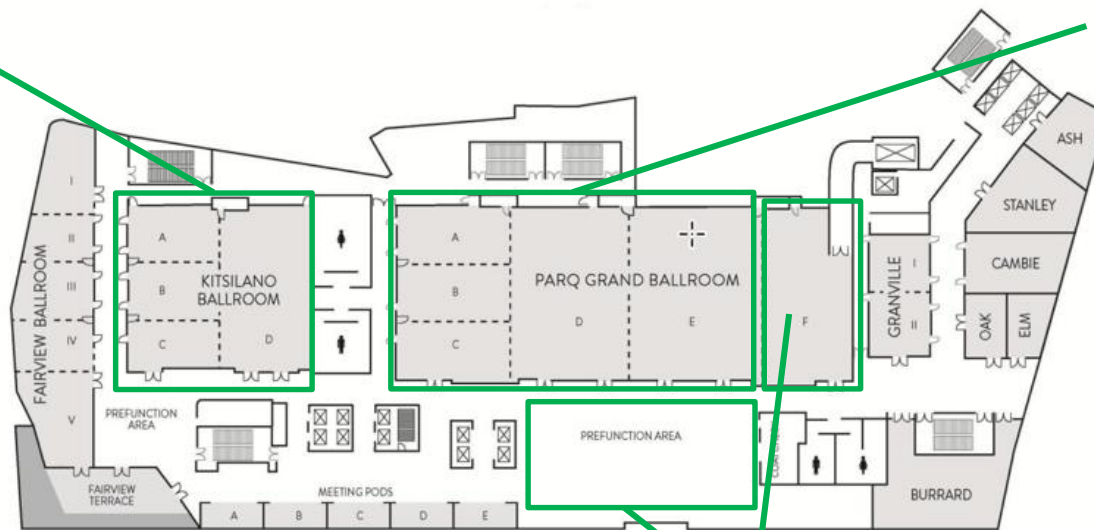 ASH
STANLEY
CAMBIE
OAK
ELM
I
II
III
IV
V
FAIRVIEW BALLROOM
A
B
C
D
KITSILANO
BALLROOM
A
B
C
D
E
F
PARQ GRAND BALLROOM
GRANVILLE
I
II
PREFUNCTION
AREA
PREFUNCTION AREA
FAIRVIEW
TERRACE
MEETING PODS
A
B
C
D
E
BURRARD